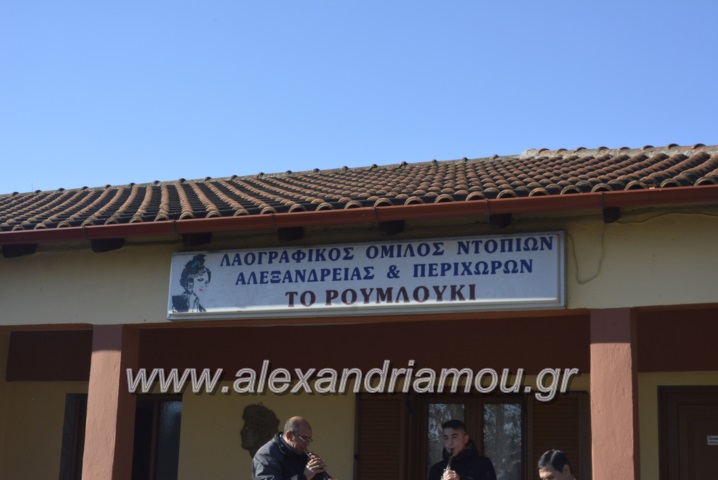 ΛΑΟΓΡΑΦΙΚΟΣ ΟΜΙΛΟΣ ΝΤΟΠΙΩΝ
ΑΛΕΞΑΝΔΡΕΙΑΣ & ΠΕΡΙΧΩΡΩΝ
ΤΟ ΡΟΥΜΛΟΥΚΙ
www.alexandriamou.gr